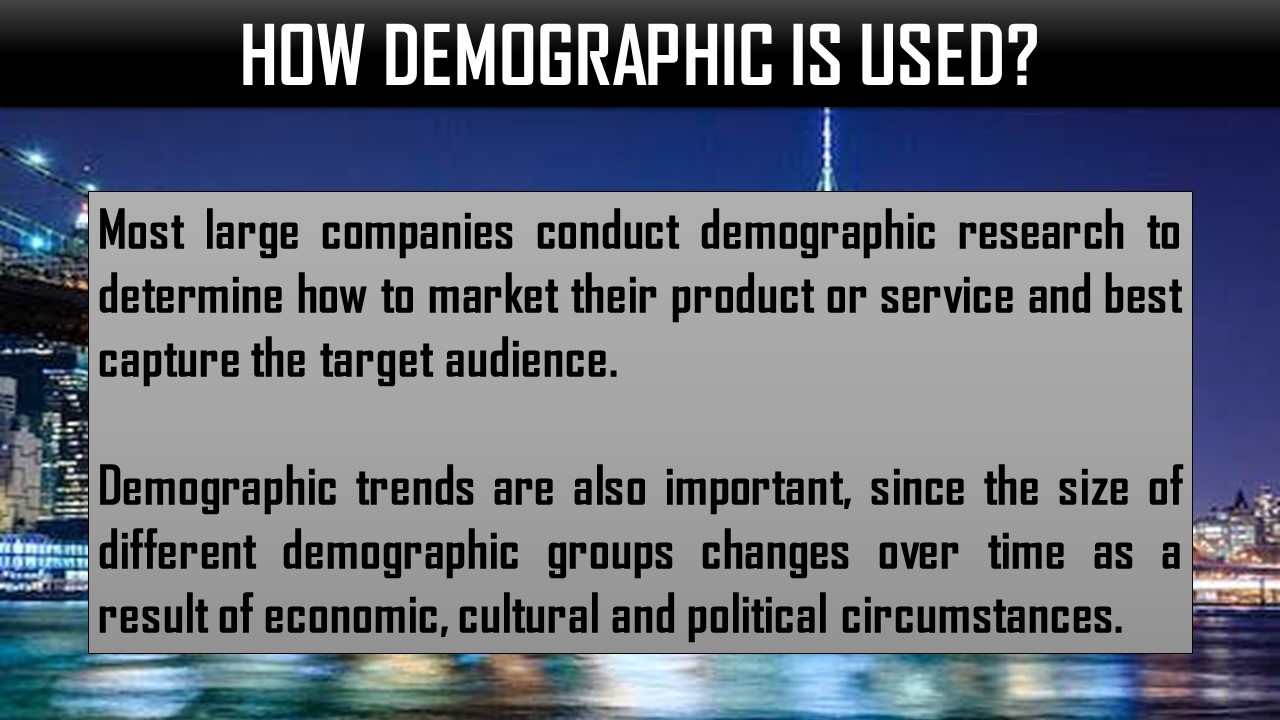 HOW DEMOGRAPHIC IS USED?
Most large companies conduct demographic research to
determine how to market their product or service and best
capture the target audience.
Demographic trends are also important, since the size of
different demographic groups changes over time as a
result of economic, cultural and political circumstances.